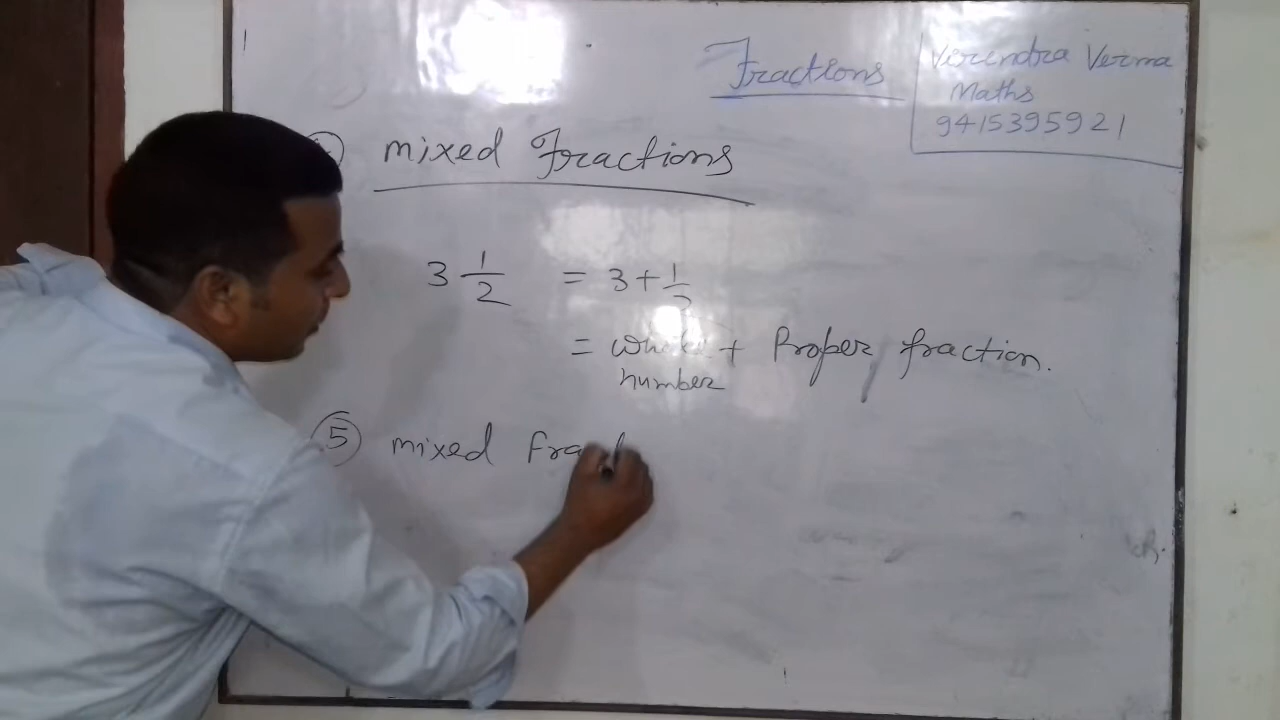 Fractions
Virendra Verma
Maths
9415395921
mixed Fractions
3 1/2 = 3 + 1/2
= whole number + Proper fraction.
5 mixed Fra